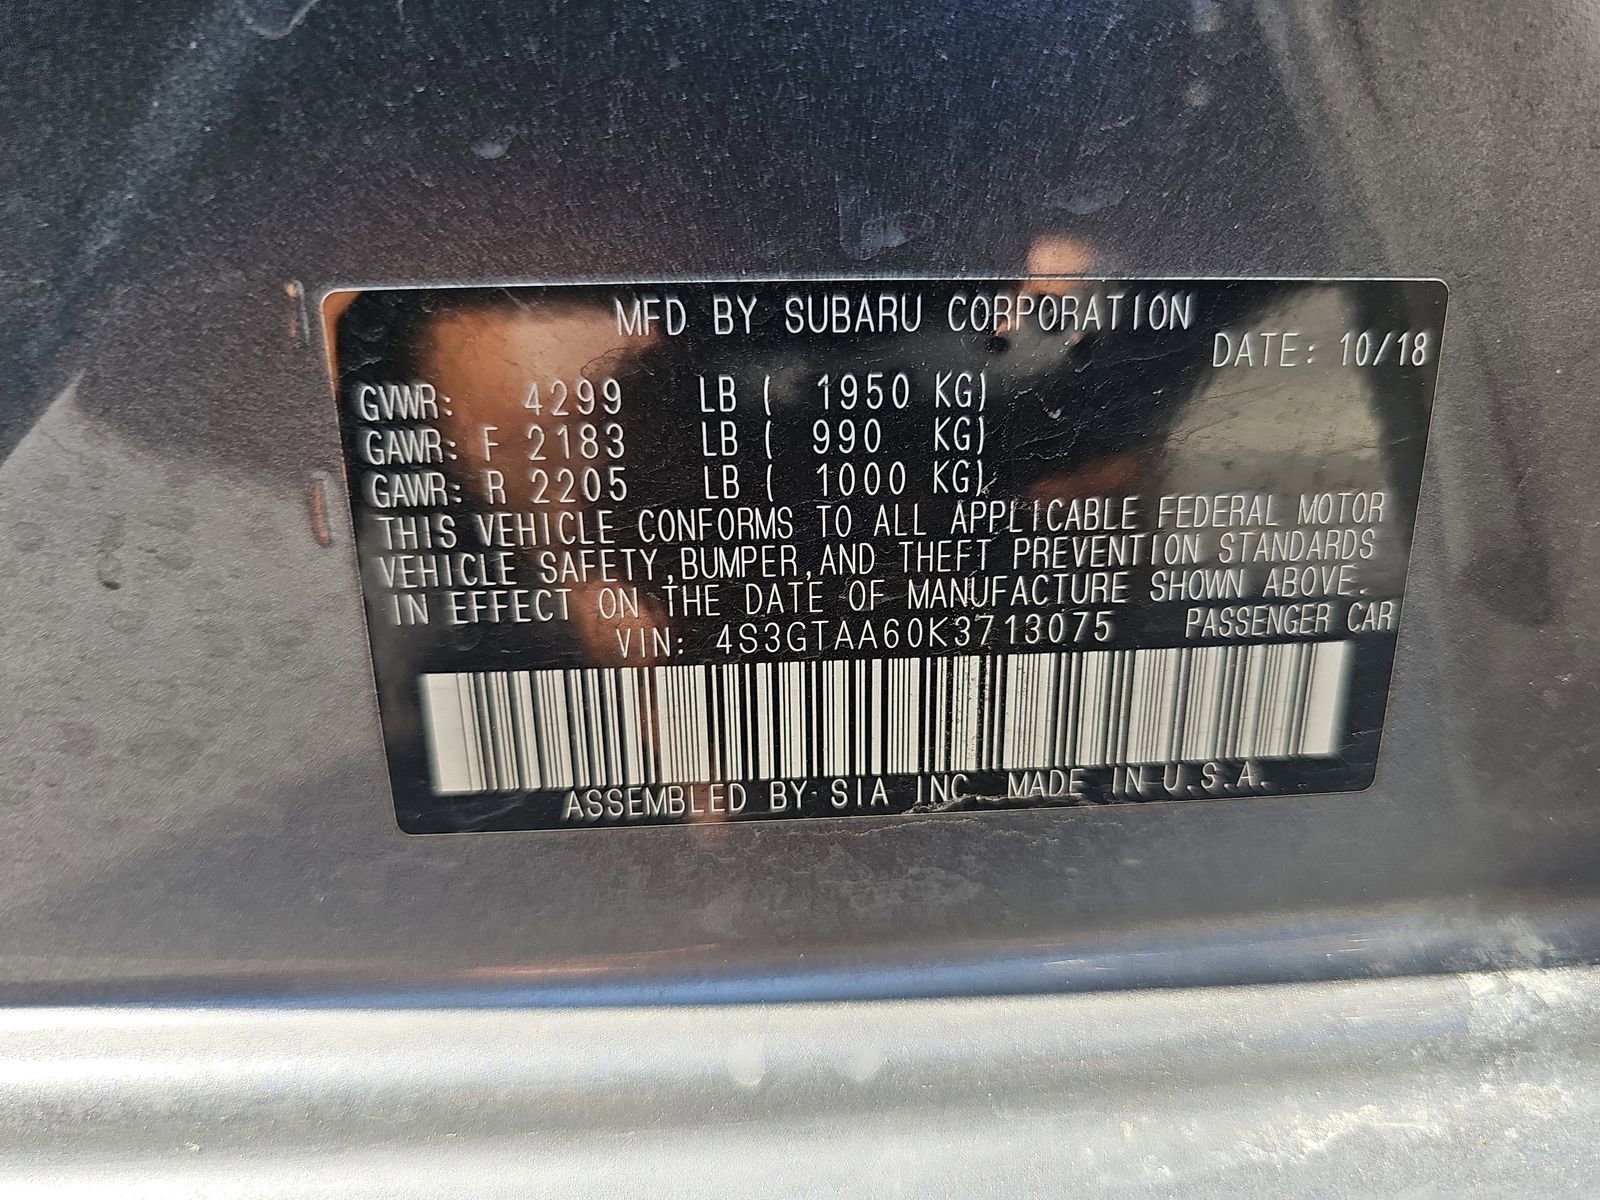 MFD BY SUBARU CORPORATION
DATE: 10/18
GVWR: 4299 LB ( 1950 KG)
GAWR: F 2183 LB ( 990 KG)
GAWR: R 2205 LB ( 1000 KG)
THIS VEHICLE CONFORMS TO ALL APPLICABLE FEDERAL MOTOR
VEHICLE SAFETY,BUMPER,AND THEFT PREVENTION STANDARDS
IN EFFECT ON THE DATE OF MANUFACTURE SHOWN ABOVE.
VIN: 4S3GTAA60K3713075 PASSENGER CAR
ASSEMBLED BY SIA INC MADE IN U.S.A.